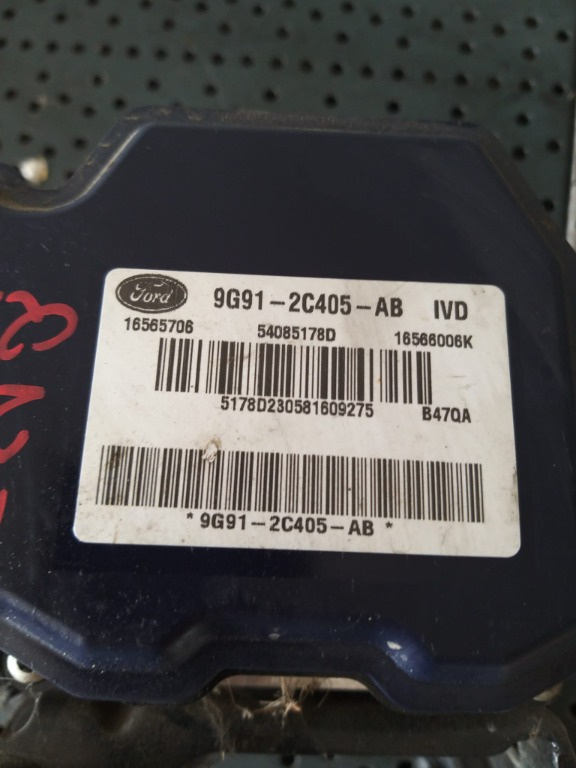 Ford 9G91-2C405-AB IVD
16565706 54085178D 16566006K
5178D230581609275 B47QA
*9G91-2C405-AB*